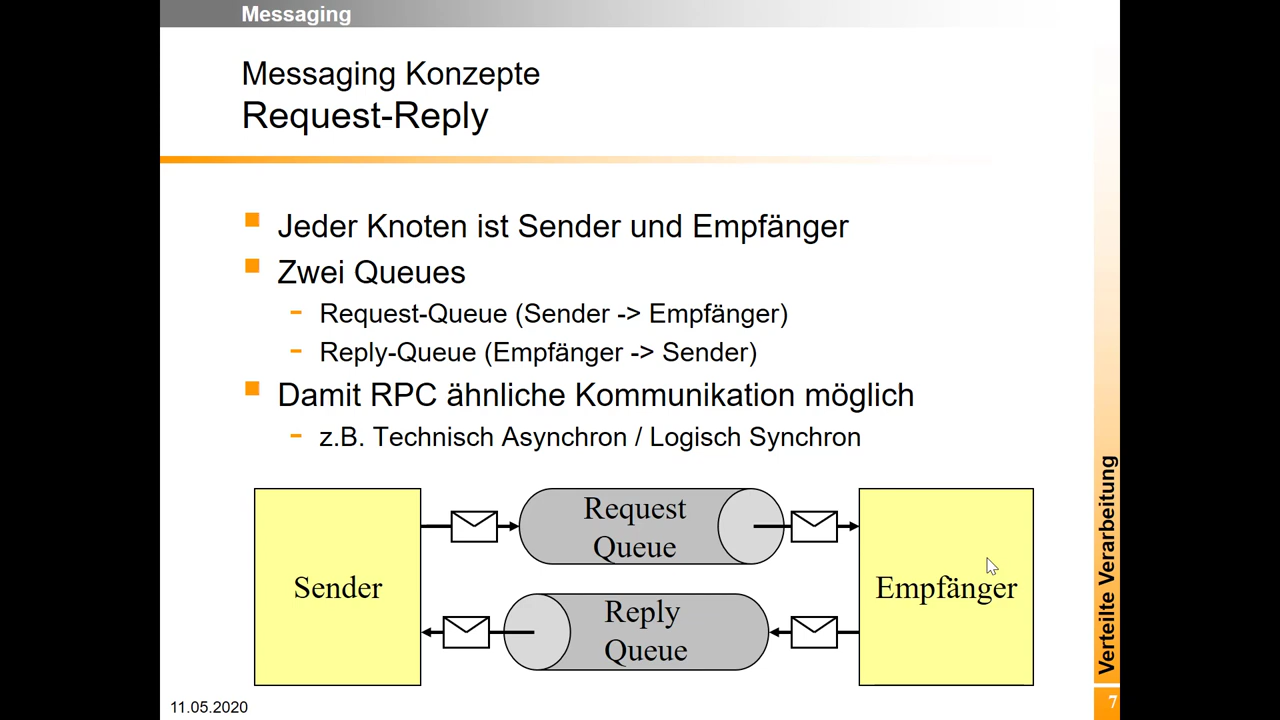 Messaging
Messaging Konzepte
Request-Reply
Jeder Knoten ist Sender und Empfänger
Zwei Queues
- Request-Queue (Sender -> Empfänger)
- Reply-Queue (Empfänger -> Sender)
Damit RPC ähnliche Kommunikation möglich
- z.B. Technisch Asynchron / Logisch Synchron
Sender
Request
Queue
Reply
Queue
Empfänger
Verteilte Verarbeitung
11.05.2020
7